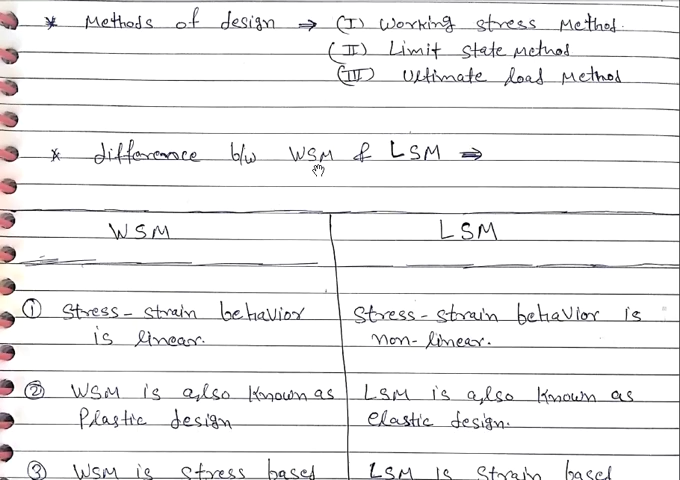 * Methods of design ⇒ (I) Working Stress Method.
(II) Limit State Method
(III) Ultimate load Method
* difference b/w WSM & LSM ⇒
WSM
LSM
① Stress-strain behavior
is linear.
Stress-strain behavior is
non-linear.
② WSM is also known as
Plastic design
LSM is also known as
elastic design.
③ WSM is stress based
LSM is strain based